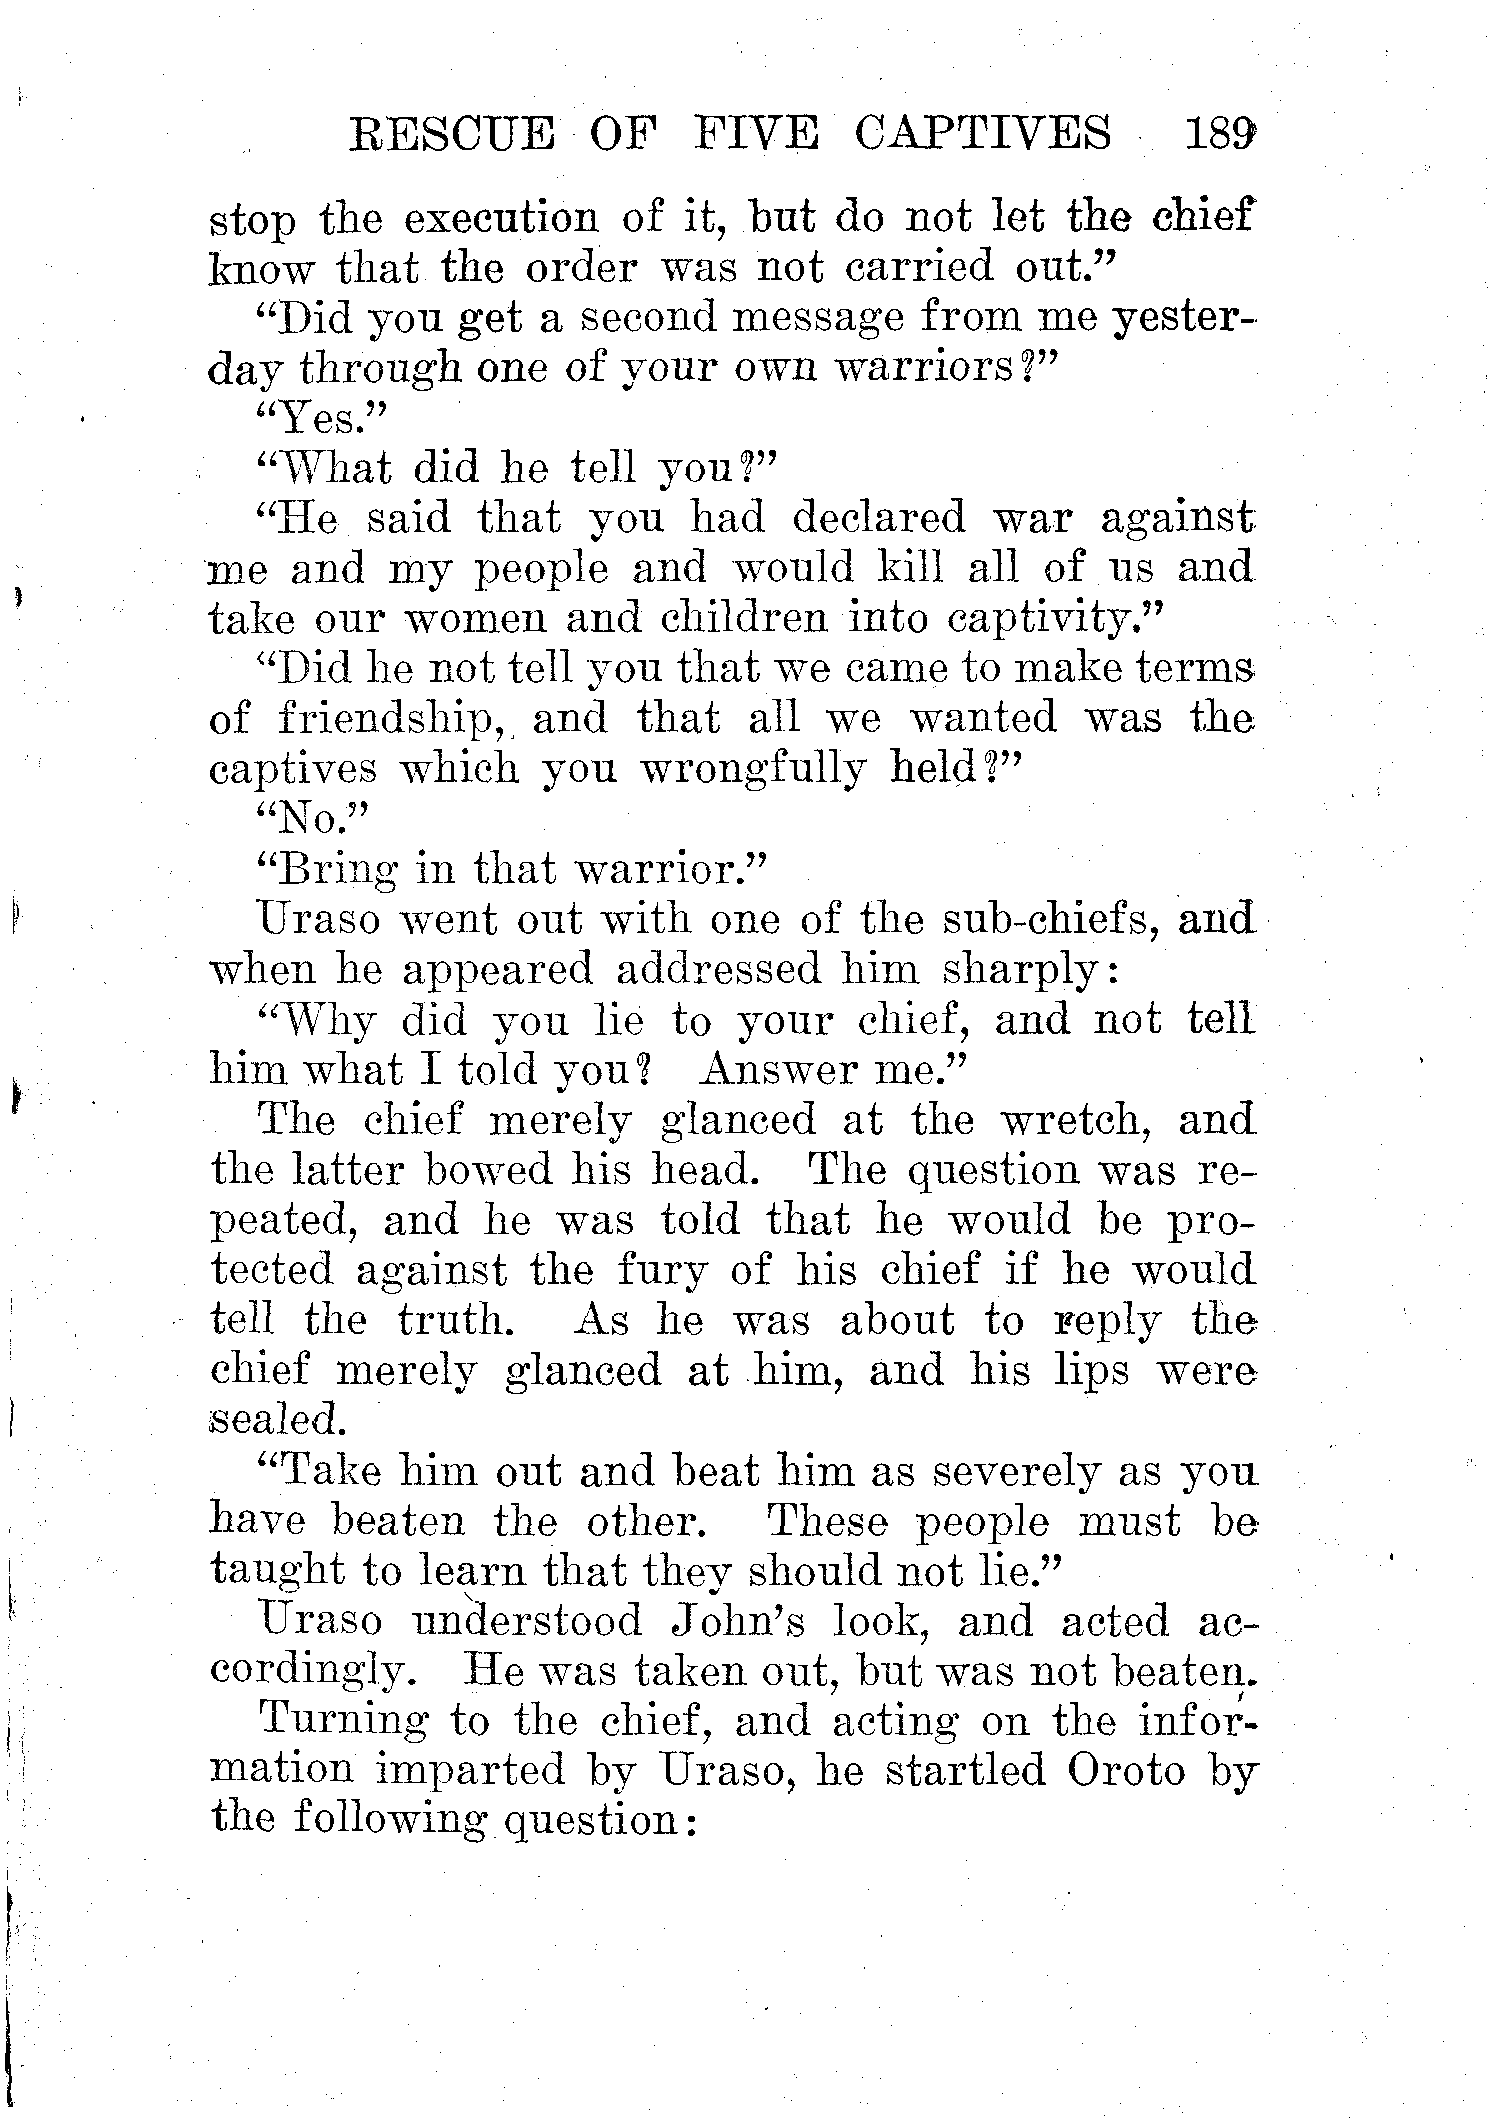 RESCUE OF FIVE CAPTIVES 189
stop the execution of it, but do not let the chief
know that the order was not carried out.”
“Did you get a second message from me yester-
day through one of your own warriors?”
“Yes.”
“What did he tell you?”
“He said that you had declared war against
me and my people and would kill all of us and
take our women and children into captivity.”
“Did he not tell you that we came to make terms
of friendship, and that all we wanted was the
captives which you wrongfully held?”
“No.”
“Bring in that warrior.”
Uraso went out with one of the sub-chiefs, and
when he appeared addressed him sharply:
“Why did you lie to your chief, and not tell
him what I told you? Answer me.”
The chief merely glanced at the wretch, and
the latter bowed his head. The question was re-
peated, and he was told that he would be pro-
tected against the fury of his chief if he would
tell the truth. As he was about to reply the
chief merely glanced at him, and his lips were
sealed.
“Take him out and beat him as severely as you
have beaten the other. These people must be
taught to learn that they should not lie.”
Uraso understood John’s look, and acted ac-
cordingly. He was taken out, but was not beaten.
Turning to the chief, and acting on the infor-
mation imparted by Uraso, he startled Oroto by
the following question: